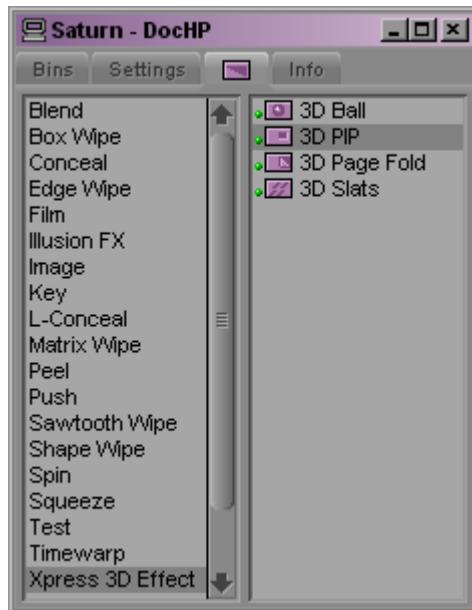 Saturn - DocHP
Bins Settings Info
Blend
Box Wipe
Conceal
Edge Wipe
Film
Illusion FX
Image
Key
L-Conceal
Matrix Wipe
Peel
Push
Sawtooth Wipe
Shape Wipe
Spin
Squeeze
Test
Timewarp
Xpress 3D Effect
3D Ball
3D PIP
3D Page Fold
3D Slats